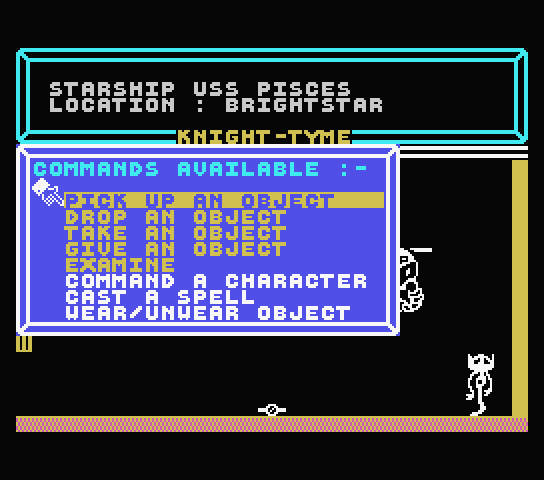 STARSHIP USS PISCES
LOCATION : BRIGHTSTAR
KNIGHT-TYME
COMMANDS AVAILABLE :-
PICK UP AN OBJECT
DROP AN OBJECT
TAKE AN OBJECT
GIVE AN OBJECT
EXAMINE
COMMAND A CHARACTER
CAST A SPELL
WEAR/UNWEAR OBJECT